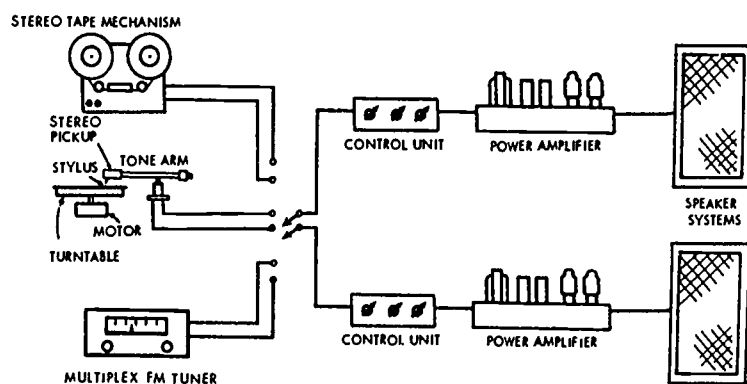 STEREO TAPE MECHANISM
STEREO
PICKUP
TONE ARM
STYLUS
MOTOR
TURNTABLE
MULTIPLEX FM TUNER
CONTROL UNIT
POWER AMPLIFIER
SPEAKER
SYSTEMS
CONTROL UNIT
POWER AMPLIFIER